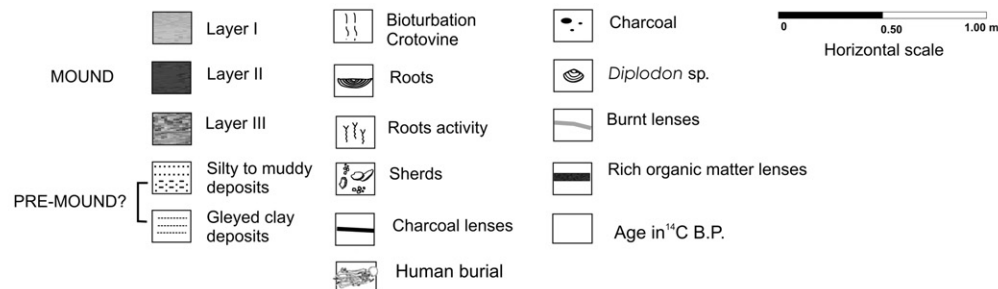 MOUND
Layer I
Layer II
Layer III
PRE-MOUND?
Silty to muddy
deposits
Gleyed clay
deposits
Bioturbation
Crotovine
Roots
Roots activity
Sherds
Charcoal lenses
Human burial
Charcoal
Diplodon sp.
Burnt lenses
Rich organic matter lenses
Age in¹⁴C B.P.
0 0.50 1.00 m
Horizontal scale